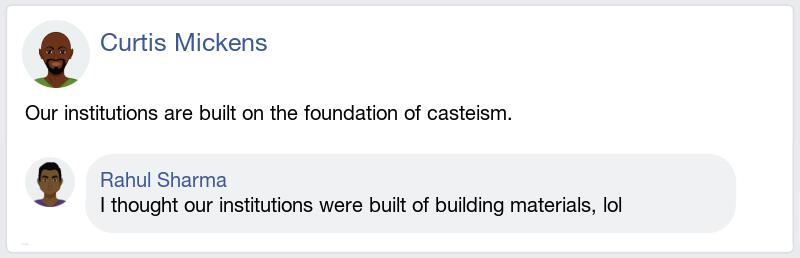 Curtis Mickens
Our institutions are built on the foundation of casteism.
Rahul Sharma
I thought our institutions were built of building materials, lol